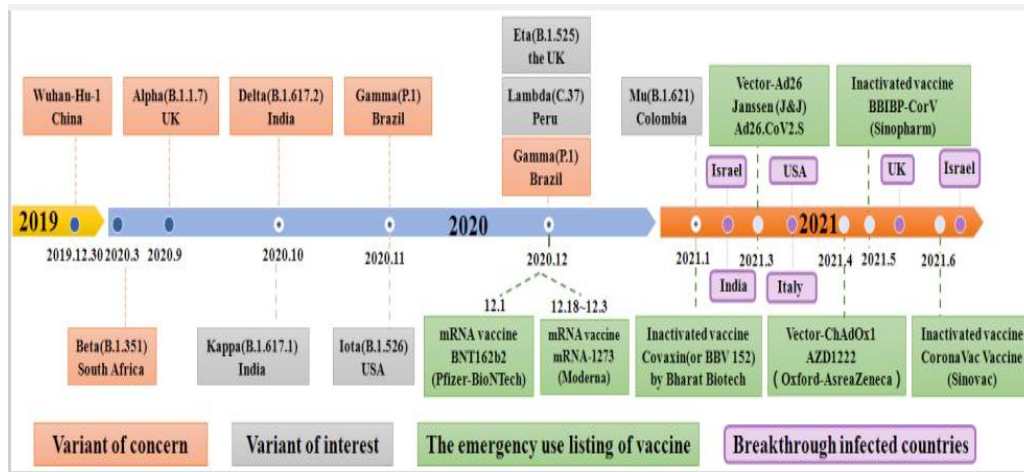 Eta(B.1.525)
the UK
Wuhan-Hu-1
China
Alpha(B.1.1.7)
UK
Delta(B.1.617.2)
India
Gamma(P.1)
Brazil
Lambda(C.37)
Peru
Gamma(P.1)
Brazil
Mu(B.1.621)
Colombia
Vector-Ad26
Janssen (J&J)
Ad26.CoV2.S
Inactivated vaccine
BBIBP-CorV
(Sinopharm)
Israel
USA
UK
Israel
2019
2020
2021
2019.12.30
2020.3
2020.9
2020.10
2020.11
2020.12
2021.1
2021.3
2021.4
2021.5
2021.6
12.1
12.18~12.3
India
Italy
Beta(B.1.351)
South Africa
Kappa(B.1.617.1)
India
Iota(B.1.526)
USA
mRNA vaccine
BNT162b2
(Pfizer-BioNTech)
mRNA vaccine
mRNA-1273
(Moderna)
Inactivated vaccine
Covaxin(or BBV 152)
by Bharat Biotech
Vector-ChAdOx1
AZD1222
( Oxford-AsreaZeneca )
Inactivated vaccine
CoronaVac Vaccine
(Sinovac)
Variant of concern
Variant of interest
The emergency use listing of vaccine
Breakthrough infected countries